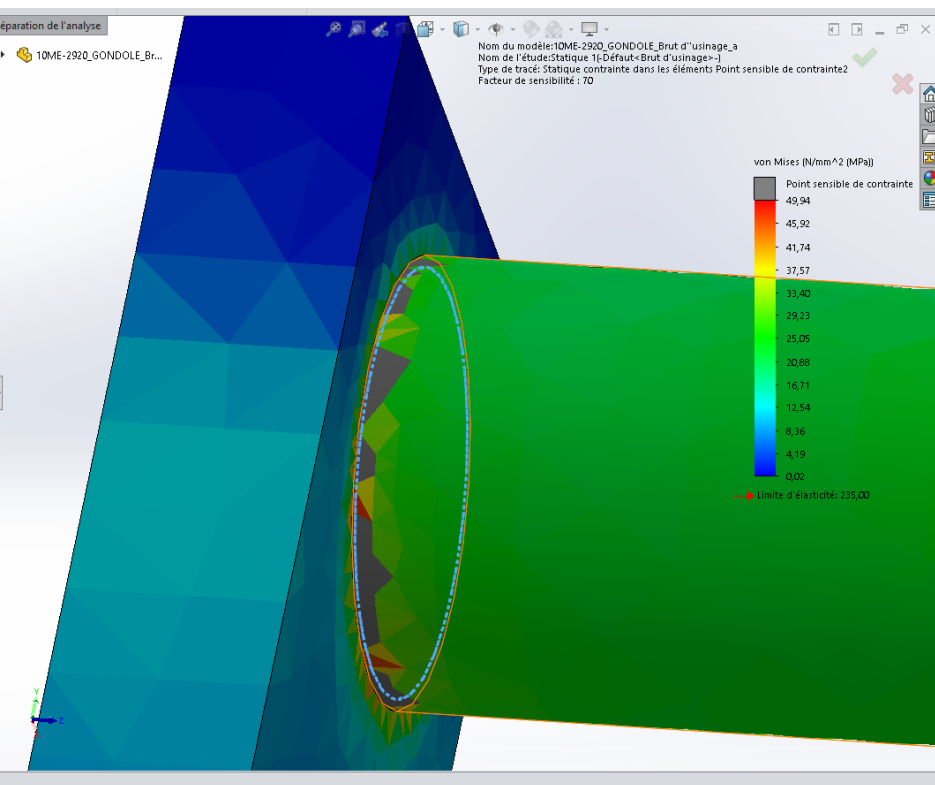 éparation de l'analyse
10ME-2920_GONDOLE_Br...
Nom du modèle:10ME-2920_GONDOLE_Brut d''usinage_a
Nom de l'étude:Statique 1(-Défaut<Brut d'usinage>-)
Type de tracé: Statique contrainte dans les éléments Point sensible de contrainte2
Facteur de sensibilité : 70
von Mises (N/mm^2 (MPa))
Point sensible de contrainte
49,94
45,92
41,74
37,57
33,40
29,23
25,05
20,88
16,71
12,54
8,36
4,19
0,02
Limite d'élasticité: 235,00
Y
Z